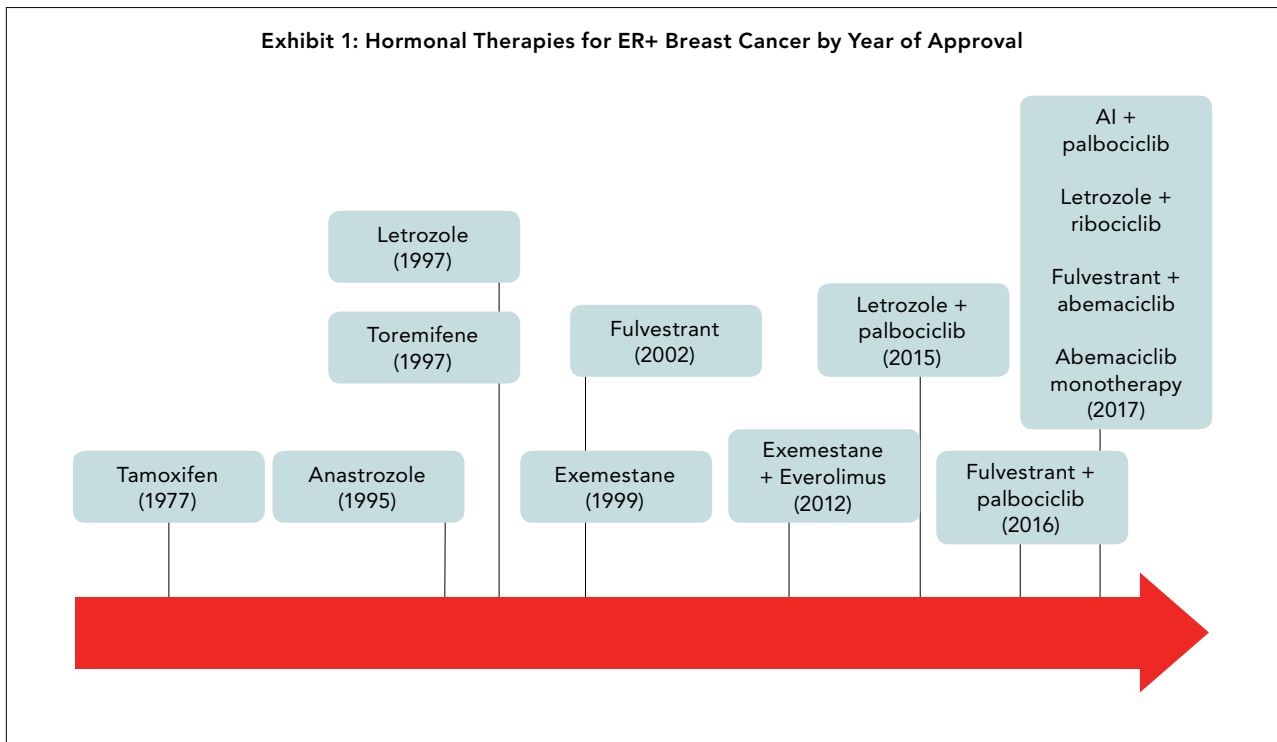 Exhibit 1: Hormonal Therapies for ER+ Breast Cancer by Year of Approval
Tamoxifen
(1977)
Anastrozole
(1995)
Letrozole
(1997)
Toremifene
(1997)
Fulvestrant
(2002)
Exemestane
(1999)
Exemestane
+ Everolimus
(2012)
Letrozole +
palbociclib
(2015)
Fulvestrant +
palbociclib
(2016)
AI +
palbociclib
Letrozole +
ribociclib
Fulvestrant +
abemaciclib
Abemaciclib
monotherapy
(2017)